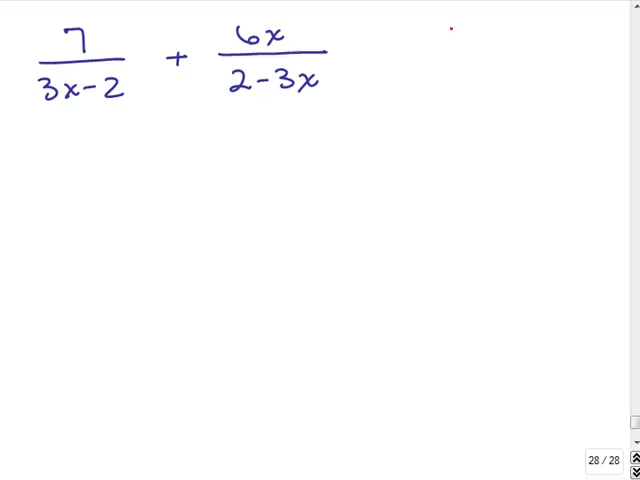 7/(3x-2) + 6x/(2-3x)
28 / 28